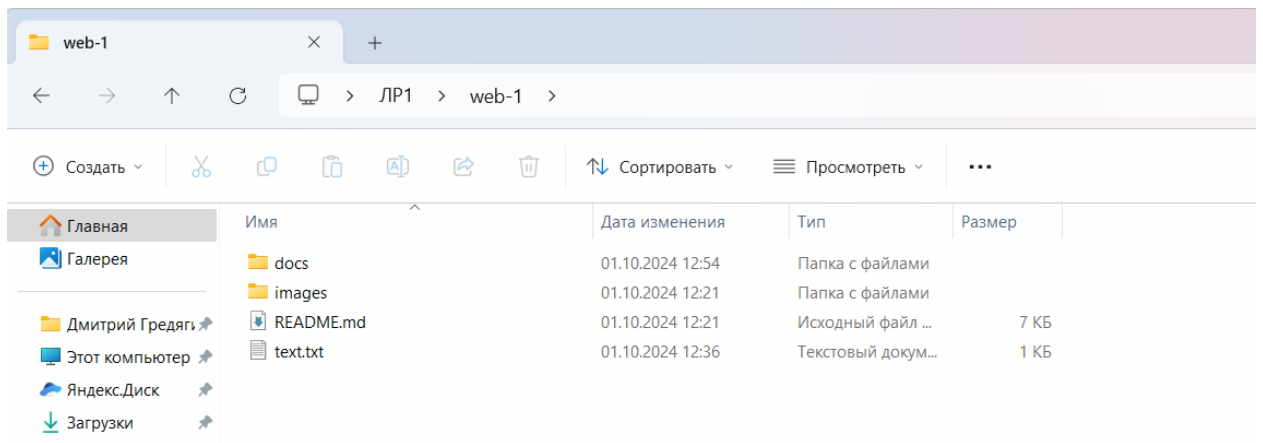 web-1
ЛР1 > web-1 >
Создать Сортировать Просмотреть ...
Главная
Галерея
Дмитрий Гредяг
Этот компьютер
Яндекс.Диск
Загрузки
Имя Дата изменения Тип Размер
docs 01.10.2024 12:54 Папка с файлами
images 01.10.2024 12:21 Папка с файлами
README.md 01.10.2024 12:21 Исходный файл ... 7 КБ
text.txt 01.10.2024 12:36 Текстовый докум... 1 КБ